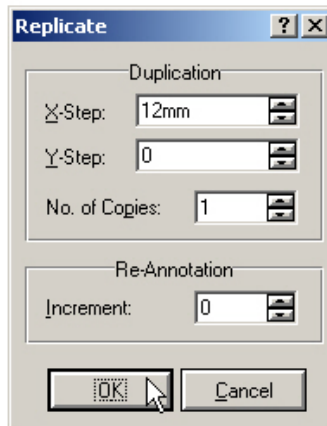 Replicate
Duplication
X-Step: 12mm
Y-Step: 0
No. of Copies: 1
Re-Annotation
Increment: 0
OK Cancel